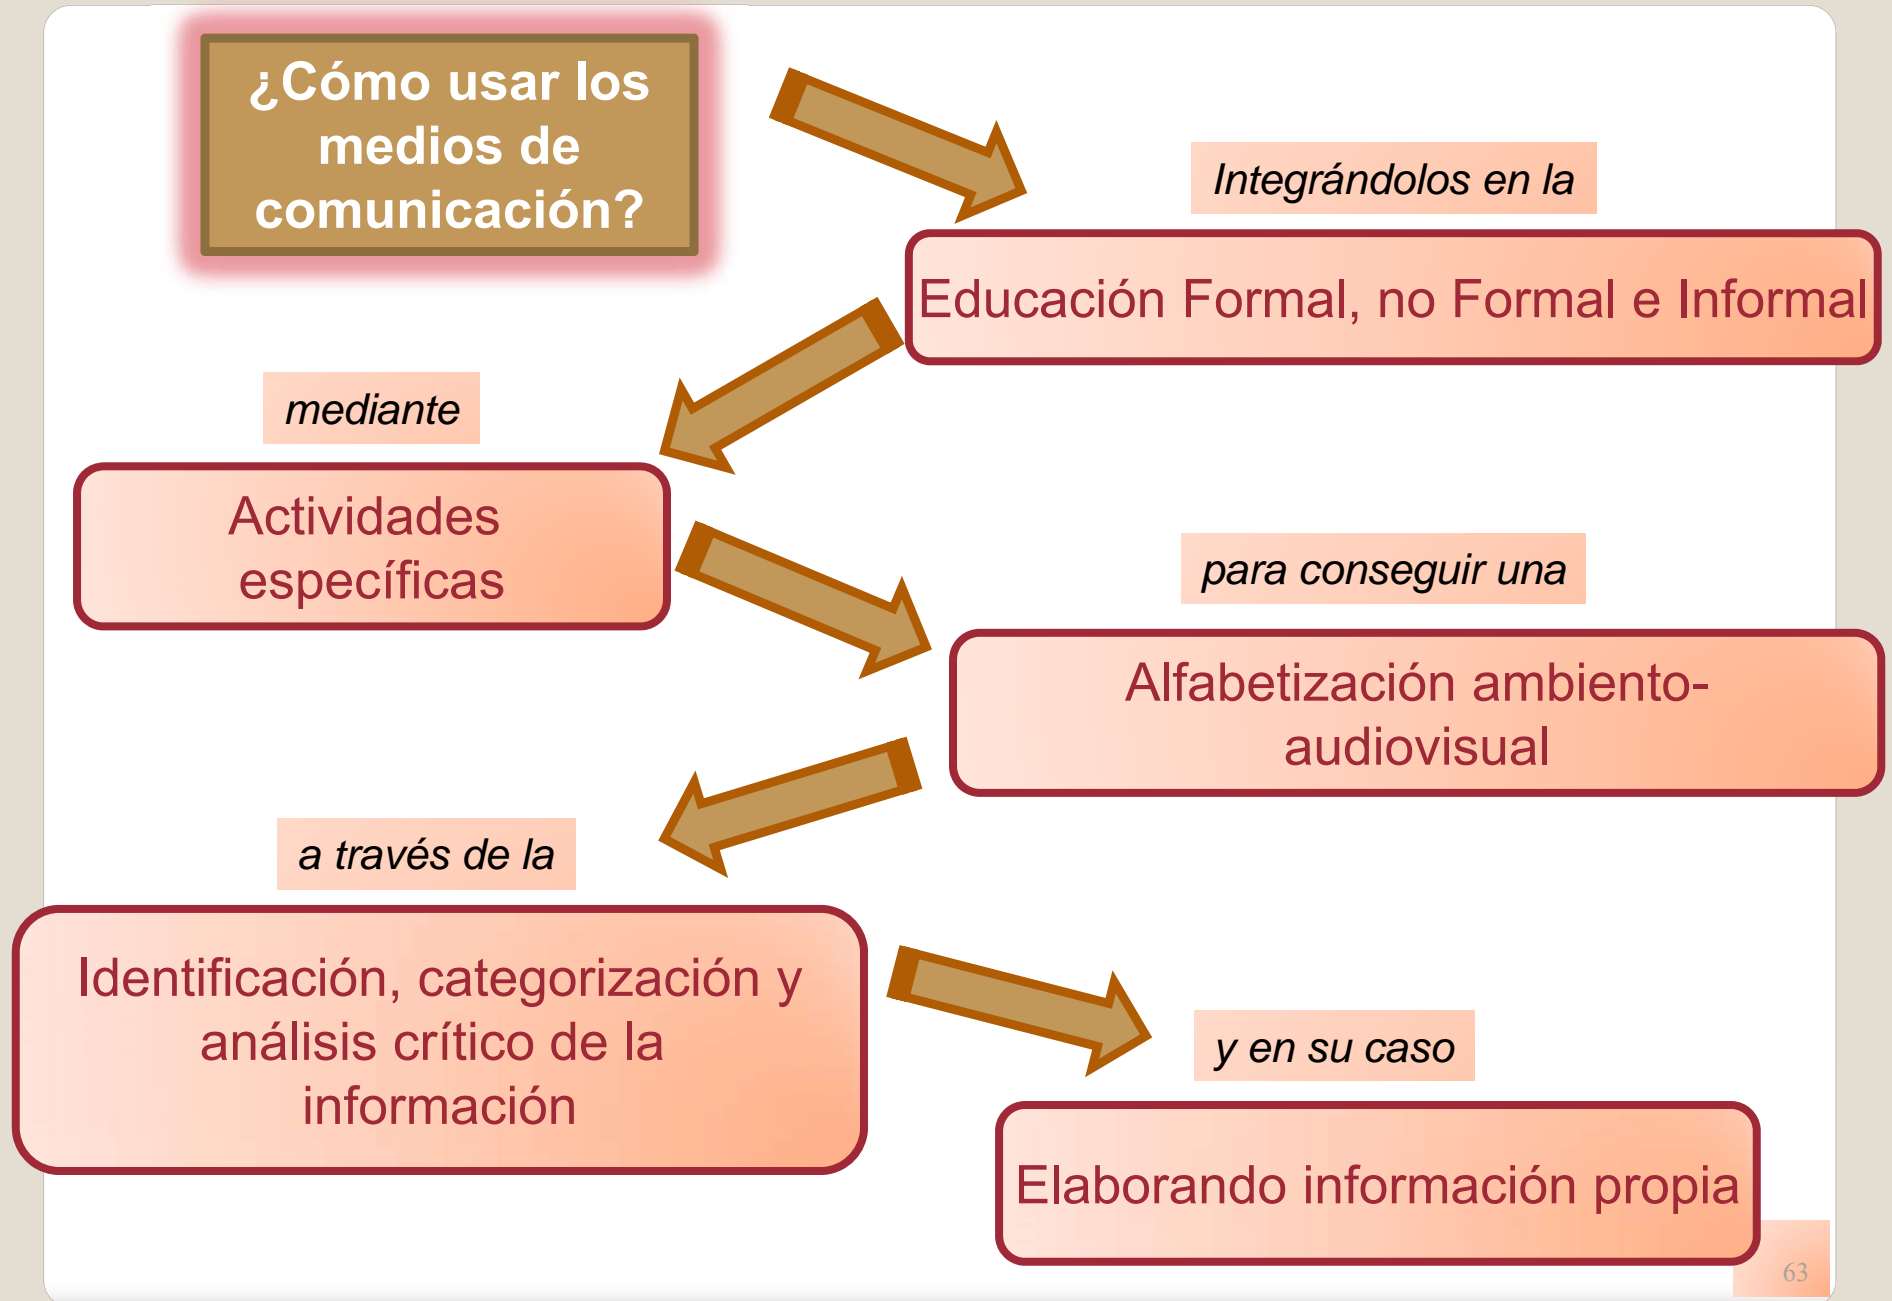 ¿Cómo usar los
medios de
comunicación?
Integrándolos en la
Educación Formal, no Formal e Informal
mediante
Actividades
específicas
para conseguir una
Alfabetización ambiento-
audiovisual
a través de la
Identificación, categorización y
análisis crítico de la
información
y en su caso
Elaborando información propia
63